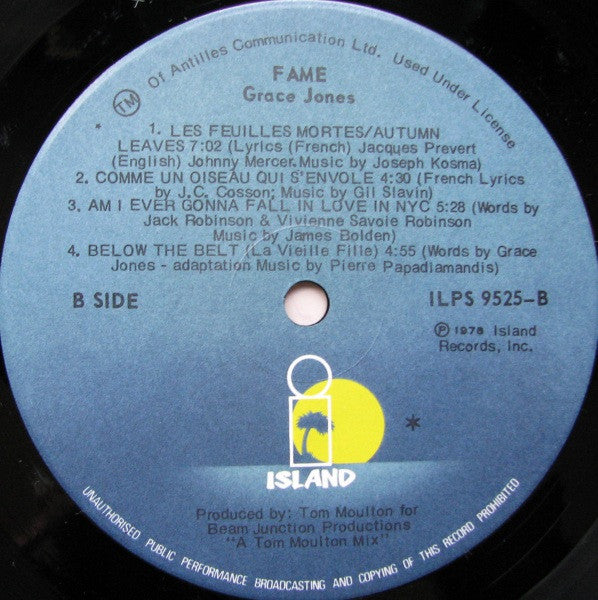 TM Of Antilles Communication Ltd. Used Under License
FAME
Grace Jones
1. LES FEUILLES MORTES/AUTUMN
LEAVES 7:02 (Lyrics (French) Jacques Prevert
(English) Johnny Mercer. Music by Joseph Kosma)
2. COMME UN OISEAU QUI S'ENVOLE 4:30 (French Lyrics
by J.C. Cosson; Music by Gil Slavin)
3. AM I EVER GONNA FALL IN LOVE IN NYC 5:28 (Words by
Jack Robinson & Vivienne Savoie Robinson
Music by James Bolden)
4. BELOW THE BELT (La Vieille Fille) 4:55 (Words by Grace
Jones - adaptation Music by Pierre Papadiamandis)
B SIDE
ILPS 9525-B
℗ 1978 Island
Records, Inc.
*
ISLAND
Produced by: Tom Moulton for
Beam Junction Productions
"A Tom Moulton Mix"
UNAUTHORISED PUBLIC PERFORMANCE BROADCASTING AND COPYING OF THIS RECORD PROHIBITED